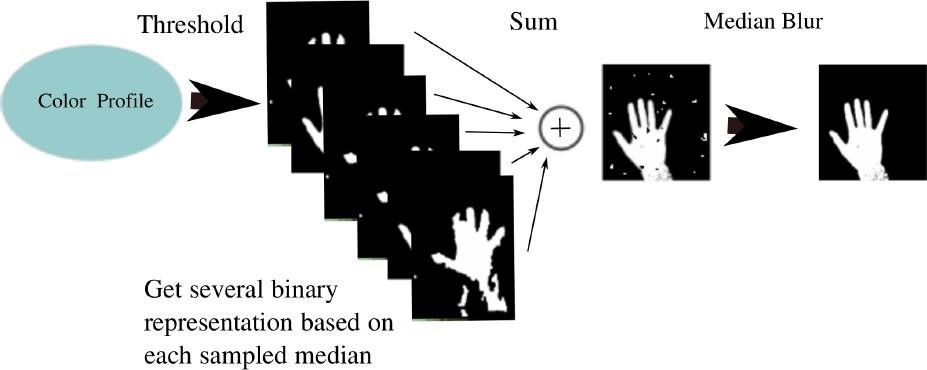 Threshold
Sum
Median Blur
Color Profile
+
Get several binary
representation based on
each sampled median